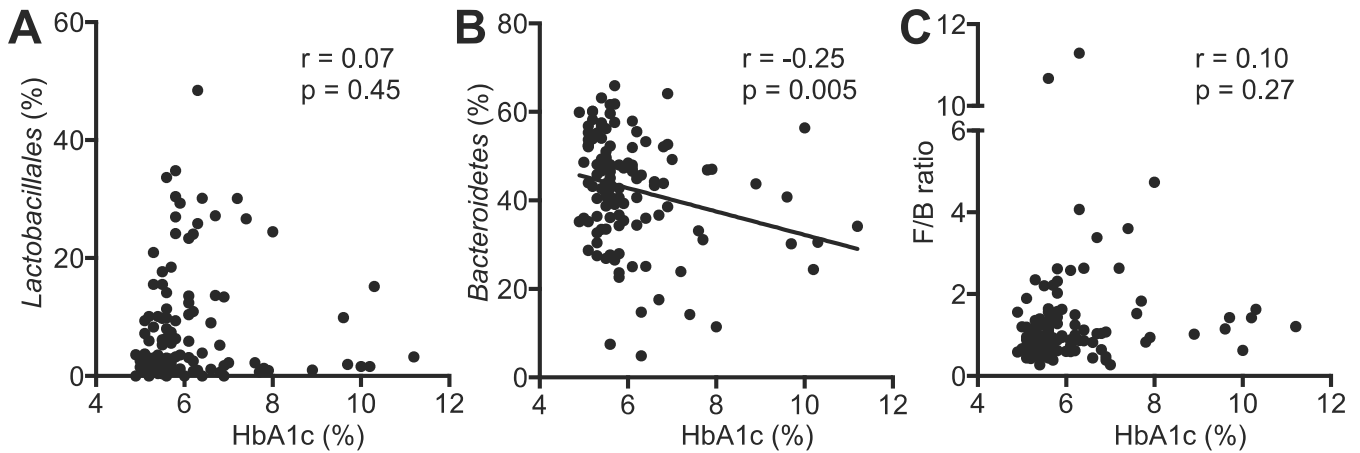 A
r = 0.07
p = 0.45
Lactobacillales (%)
60
40
20
0
4 6 8 10 12
HbA1c (%)
B
r = -0.25
p = 0.005
Bacteroidetes (%)
80
60
40
20
0
4 6 8 10 12
HbA1c (%)
C
r = 0.10
p = 0.27
F/B ratio
12
10
6
4
2
0
4 6 8 10 12
HbA1c (%)